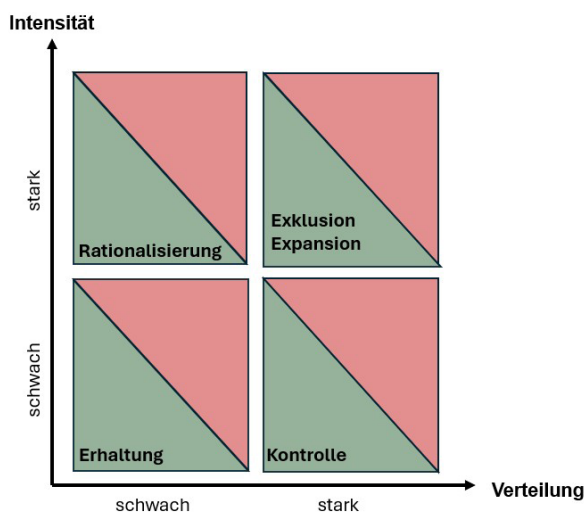 Intensität
stark
Exklusion
Expansion
Rationalisierung
schwach
Erhaltung
Kontrolle
schwach
stark
Verteilung